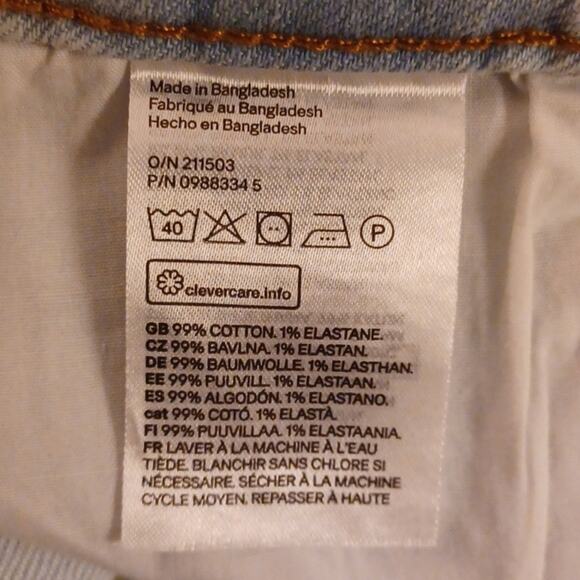 Made in Bangladesh
Fabriqué au Bangladesh
Hecho en Bangladesh
O/N 211503
P/N 0988334 5
40 P
clevercare.info
GB 99% COTTON. 1% ELASTANE.
CZ 99% BAVLNA. 1% ELASTAN.
DE 99% BAUMWOLLE. 1% ELASTHAN.
EE 99% PUUVILL. 1% ELASTAAN.
ES 99% ALGODÓN. 1% ELASTANO.
cat 99% COTÓ. 1% ELASTÀ.
FI 99% PUUVILLAA. 1% ELASTAANIA.
FR LAVER À LA MACHINE À L'EAU
TIÈDE. BLANCHIR SANS CHLORE SI
NÉCESSAIRE. SÉCHER À LA MACHINE
CYCLE MOYEN. REPASSER À HAUTE